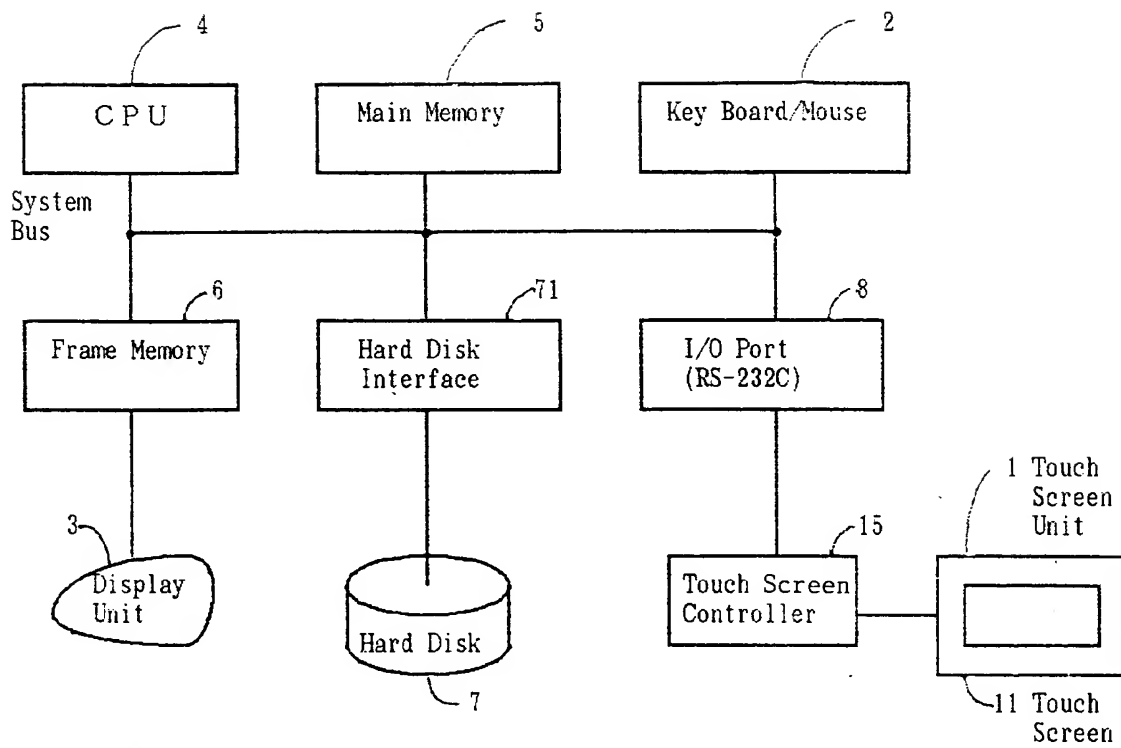 4
5
2
CPU
Main Memory
Key Board/Mouse
System
Bus
6
71
8
Frame Memory
Hard Disk
Interface
I/O Port
(RS-232C)
1 Touch
Screen
Unit
3
15
Display
Unit
Hard Disk
Touch Screen
Controller
7
11 Touch
Screen